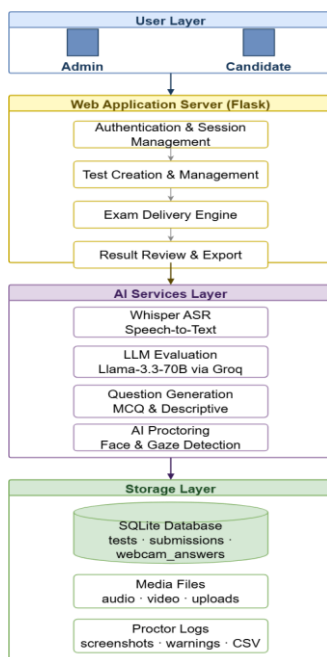 User Layer
Admin
Candidate
Web Application Server (Flask)
Authentication & Session
Management
Test Creation & Management
Exam Delivery Engine
Result Review & Export
AI Services Layer
Whisper ASR
Speech-to-Text
LLM Evaluation
Llama-3.3-70B via Groq
Question Generation
MCQ & Descriptive
AI Proctoring
Face & Gaze Detection
Storage Layer
SQLite Database
tests · submissions ·
webcam_answers
Media Files
audio · video · uploads
Proctor Logs
screenshots · warnings · CSV